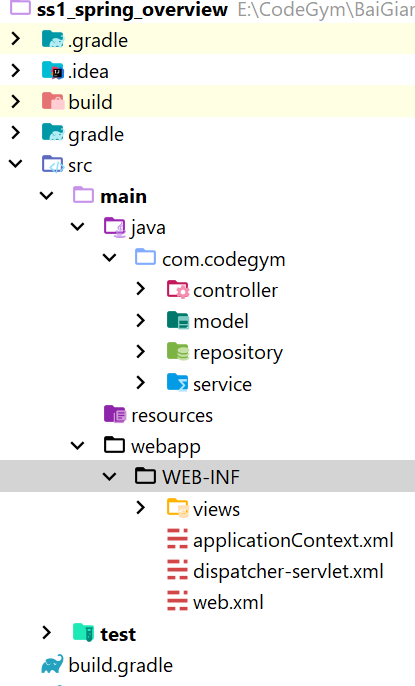 ss1_spring_overview E:\CodeGym\BaiGian
.gradle
.idea
build
gradle
src
main
java
com.codegym
controller
model
repository
service
resources
webapp
WEB-INF
views
applicationContext.xml
dispatcher-servlet.xml
web.xml
test
build.gradle